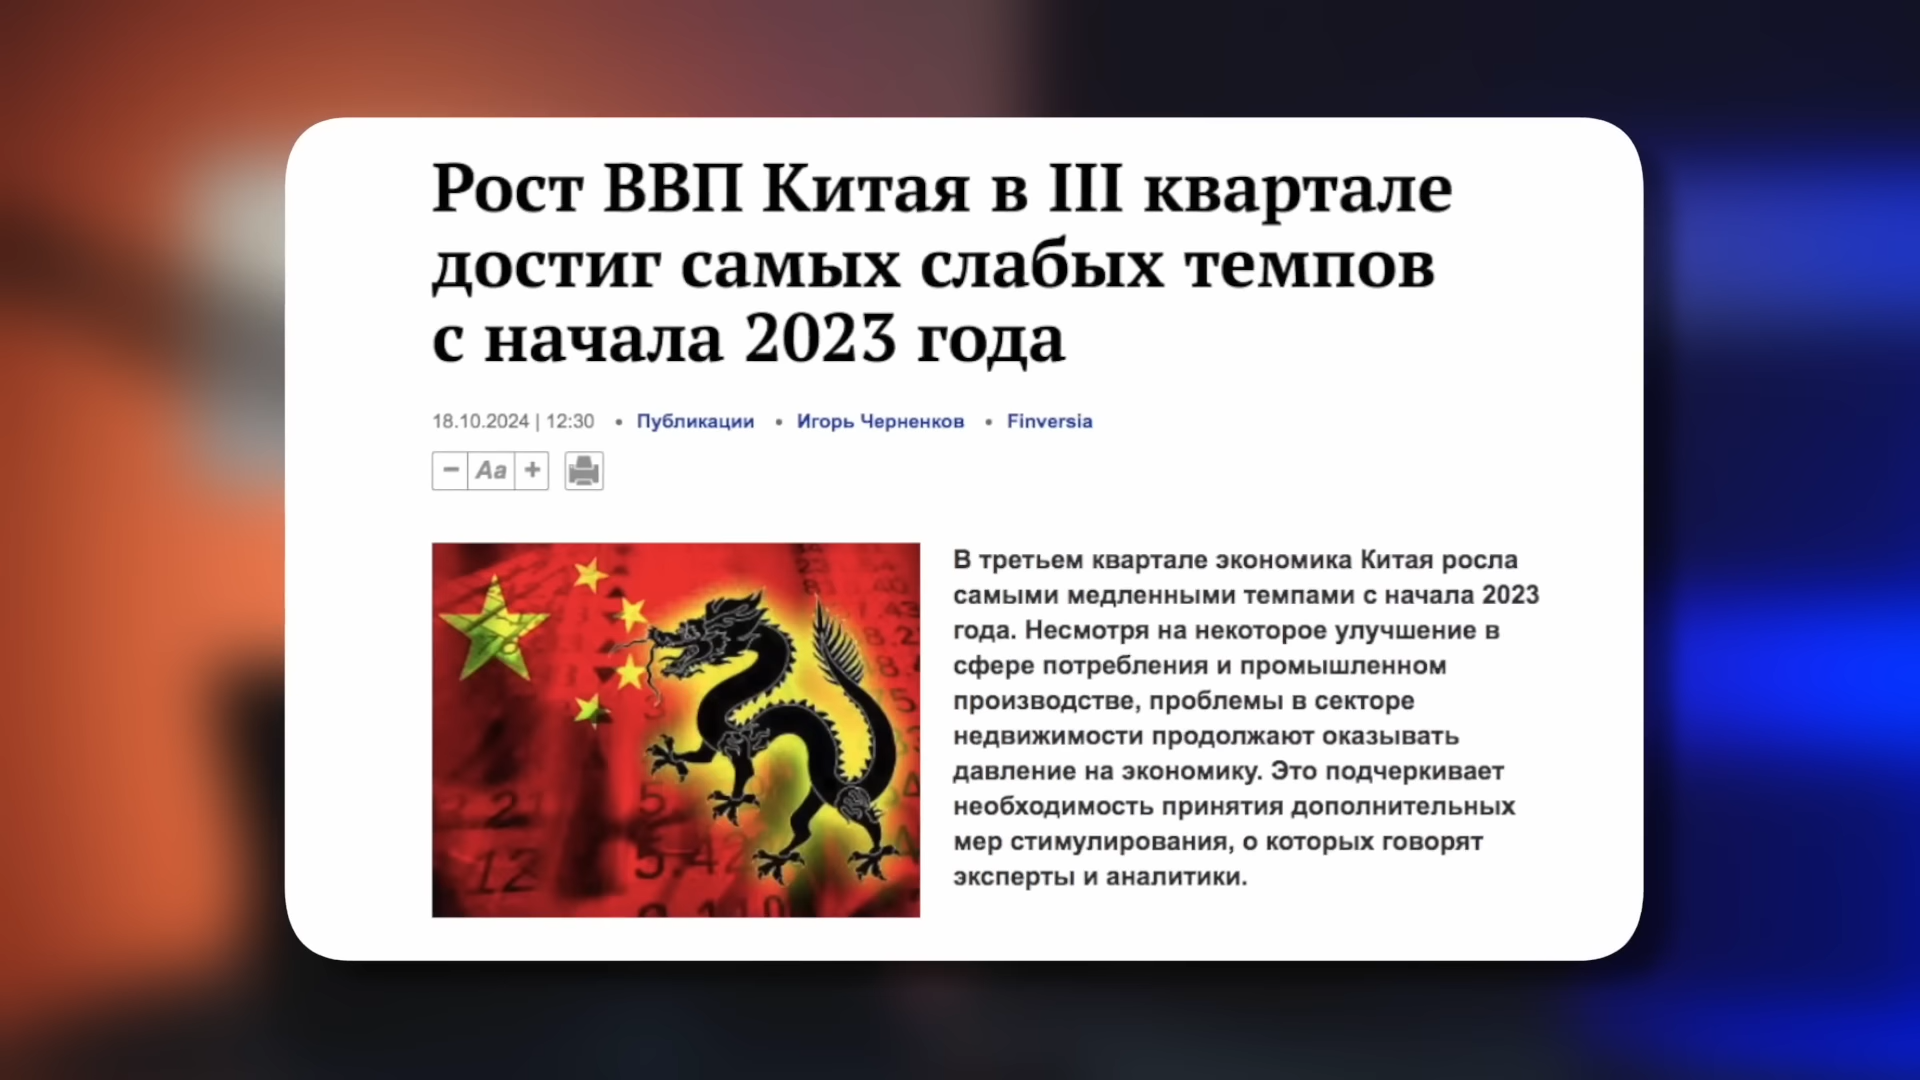 Рост ВВП Китая в III квартале
достиг самых слабых темпов
с начала 2023 года
18.10.2024 | 12:30 • Публикации • Игорь Черненков • Finversia
− Aa +
В третьем квартале экономика Китая росла
самыми медленными темпами с начала 2023
года. Несмотря на некоторое улучшение в
сфере потребления и промышленном
производстве, проблемы в секторе
недвижимости продолжают оказывать
давление на экономику. Это подчеркивает
необходимость принятия дополнительных
мер стимулирования, о которых говорят
эксперты и аналитики.